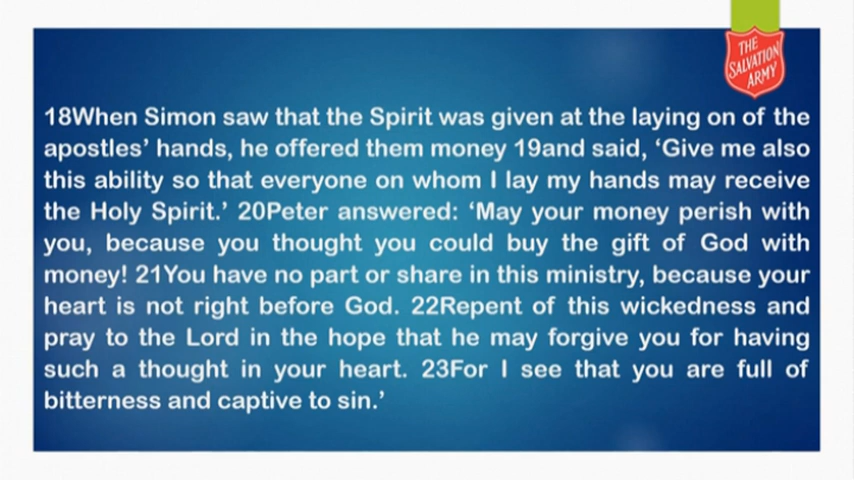 THE
SALVATION
ARMY
18When Simon saw that the Spirit was given at the laying on of the
apostles’ hands, he offered them money 19and said, ‘Give me also
this ability so that everyone on whom I lay my hands may receive
the Holy Spirit.’ 20Peter answered: ‘May your money perish with
you, because you thought you could buy the gift of God with
money! 21You have no part or share in this ministry, because your
heart is not right before God. 22Repent of this wickedness and
pray to the Lord in the hope that he may forgive you for having
such a thought in your heart. 23For I see that you are full of
bitterness and captive to sin.’